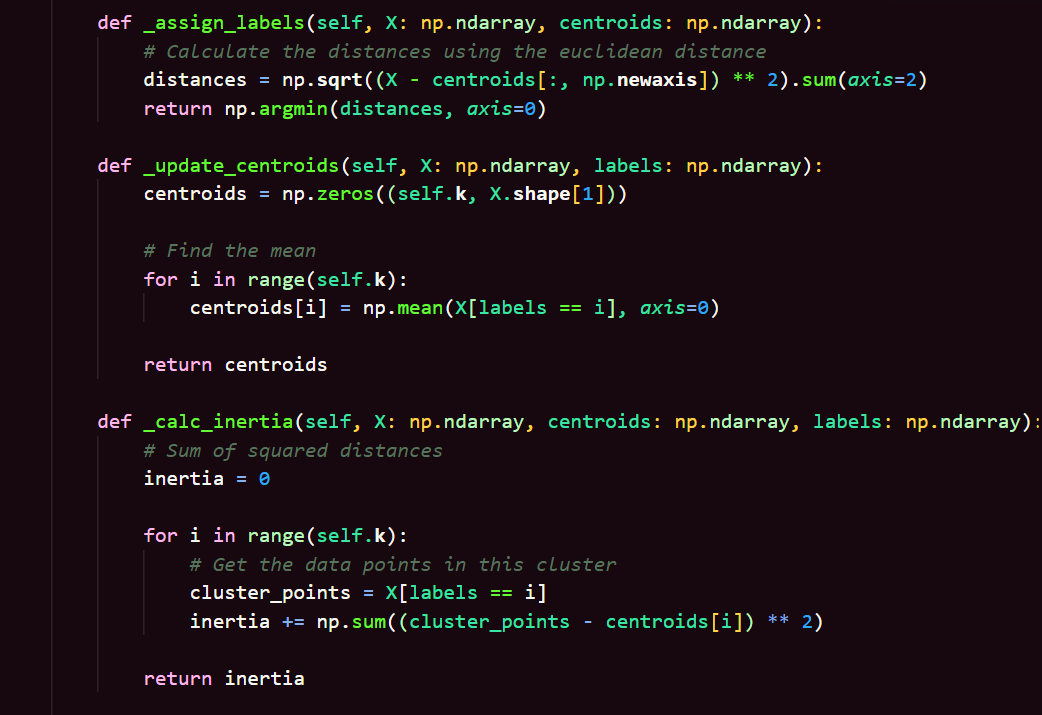 def _assign_labels(self, X: np.ndarray, centroids: np.ndarray):
    # Calculate the distances using the euclidean distance
    distances = np.sqrt((X - centroids[:, np.newaxis]) ** 2).sum(axis=2)
    return np.argmin(distances, axis=0)

def _update_centroids(self, X: np.ndarray, labels: np.ndarray):
    centroids = np.zeros((self.k, X.shape[1]))

    # Find the mean
    for i in range(self.k):
        centroids[i] = np.mean(X[labels == i], axis=0)

    return centroids

def _calc_inertia(self, X: np.ndarray, centroids: np.ndarray, labels: np.ndarray):
    # Sum of squared distances
    inertia = 0

    for i in range(self.k):
        # Get the data points in this cluster
        cluster_points = X[labels == i]
        inertia += np.sum((cluster_points - centroids[i]) ** 2)

    return inertia